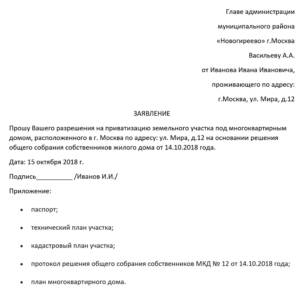 Главе администрации
муниципального района
«Новогиреево» г.Москва
Васильеву А.А.
от Иванова Ивана Ивановича,
проживающего по адресу:
г.Москва, ул. Мира, д.12
ЗАЯВЛЕНИЕ
Прошу Вашего разрешения на приватизацию земельного участка под многоквартирным
домом, расположенного в г. Москва по адресу: ул. Мира, д.12 на основании решения
общего собрания собственников жилого дома от 14.10.2018 года.
Дата: 15 октября 2018 г.
Подпись__________ /Иванов И.И./
Приложение:
• паспорт;
• технический план участка;
• кадастровый план участка;
• протокол решения общего собрания собственников МКД № 12 от 14.10.2018 года;
• план многоквартирного дома.